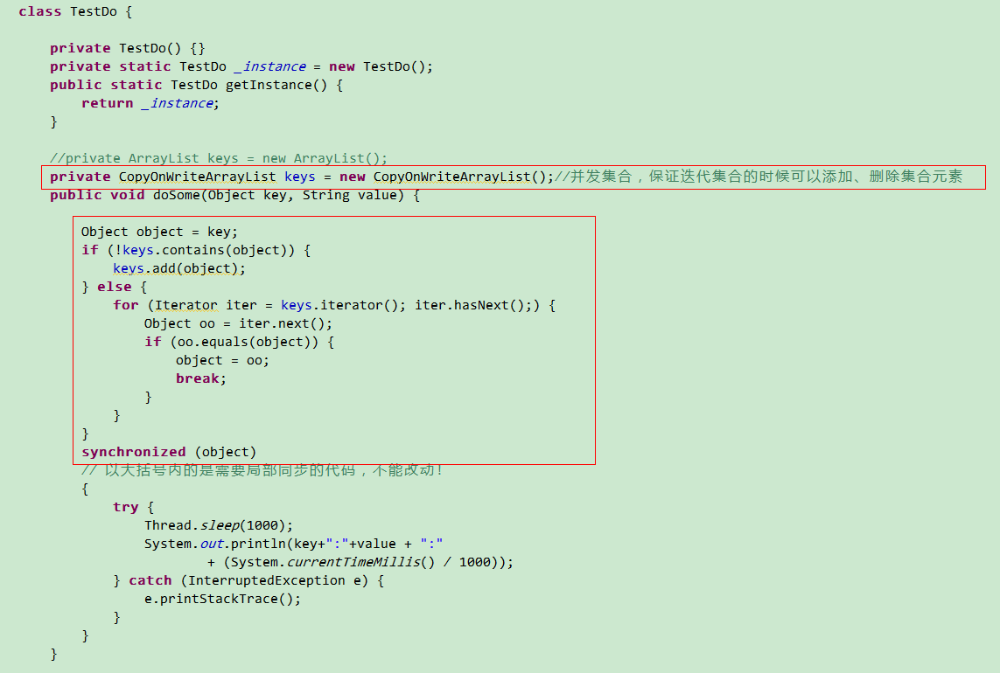 class TestDo {
private TestDo() {}
private static TestDo _instance = new TestDo();
public static TestDo getInstance() {
return _instance;
}
//private ArrayList keys = new ArrayList();
private CopyOnWriteArrayList keys = new CopyOnWriteArrayList();//并发集合，保证迭代集合的时候可以添加、删除集合元素
public void doSome(Object key, String value) {
Object object = key;
if (!keys.contains(object)) {
keys.add(object);
} else {
for (Iterator iter = keys.iterator(); iter.hasNext();) {
Object oo = iter.next();
if (oo.equals(object)) {
object = oo;
break;
}
}
}
synchronized (object)
// 以大括号内的是需要局部同步的代码，不能改动!
{
try {
Thread.sleep(1000);
System.out.println(key+":"+value + ":"
+ (System.currentTimeMillis() / 1000));
} catch (InterruptedException e) {
e.printStackTrace();
}
}
}